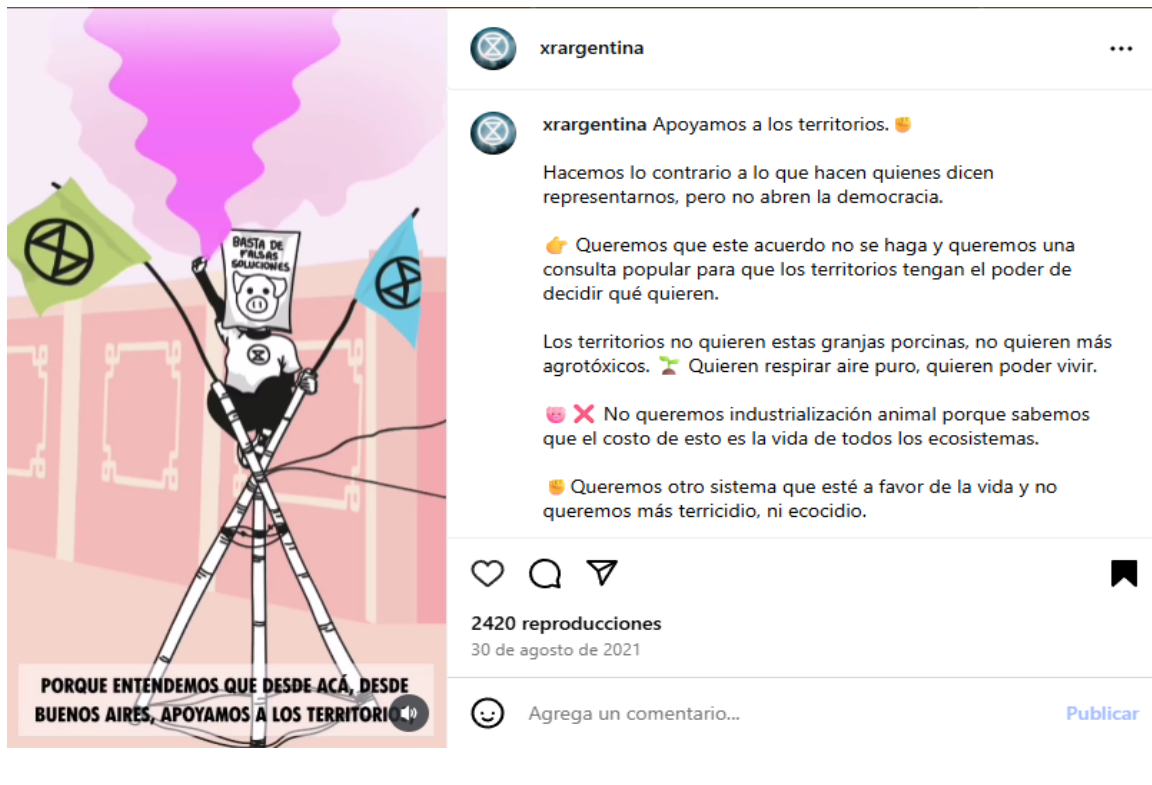 BASTA DE
FALSAS
SOLUCIONES
PORQUE ENTENDEMOS QUE DESDE ACÁ, DESDE
BUENOS AIRES, APOYAMOS A LOS
xrargentina
xrargentina Apoyamos a los territorios. ✊
Hacemos lo contrario a lo que hacen quienes dicen
representarnos, pero no abren la democracia.
👉 Queremos que este acuerdo no se haga y queremos una
consulta popular para que los territorios tengan el poder de
decidir qué quieren.
Los territorios no quieren estas granjas porcinas, no quieren más
agrotóxicos. 🌱 Quieren respirar aire puro, quieren poder vivir.
🐷 ❌ No queremos industrialización animal porque sabemos
que el costo de esto es la vida de todos los ecosistemas.
✊ Queremos otro sistema que esté a favor de la vida y no
queremos más terricidio, ni ecocidio.
2420 reproducciones
30 de agosto de 2021
Agrega un comentario...
Publicar